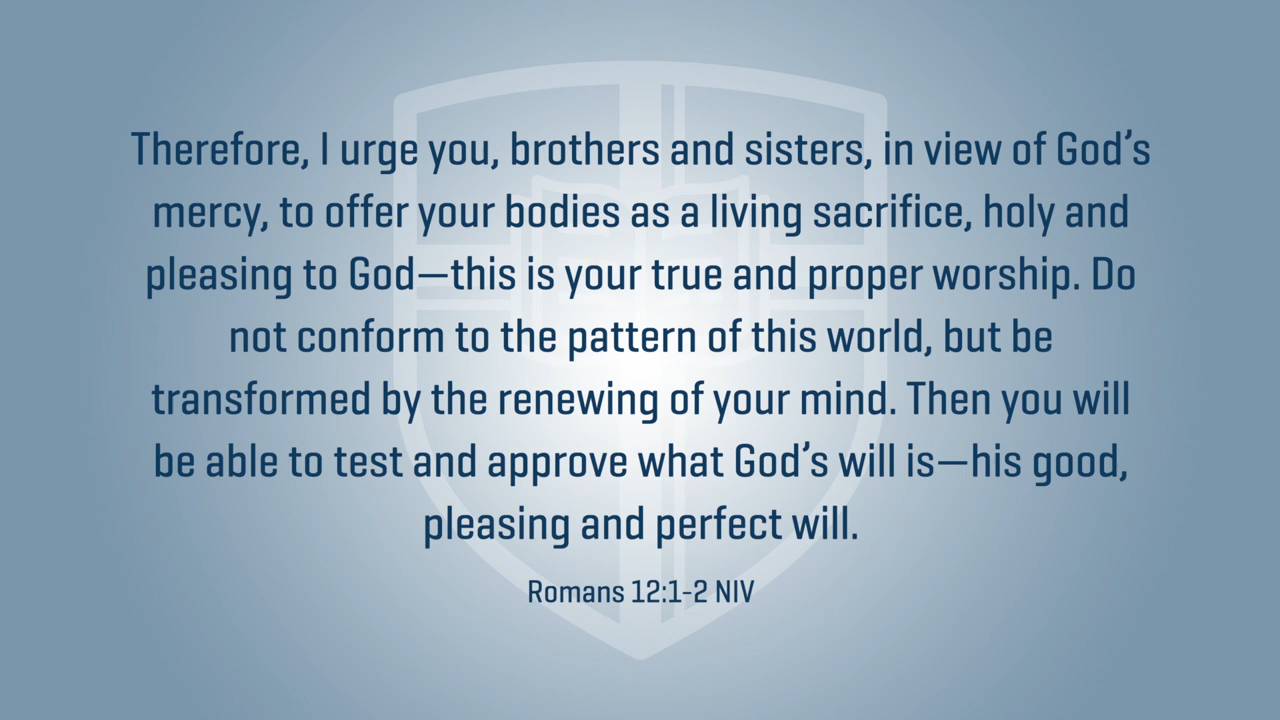 Therefore, I urge you, brothers and sisters, in view of God’s
mercy, to offer your bodies as a living sacrifice, holy and
pleasing to God—this is your true and proper worship. Do
not conform to the pattern of this world, but be
transformed by the renewing of your mind. Then you will
be able to test and approve what God’s will is—his good,
pleasing and perfect will.
Romans 12:1-2 NIV